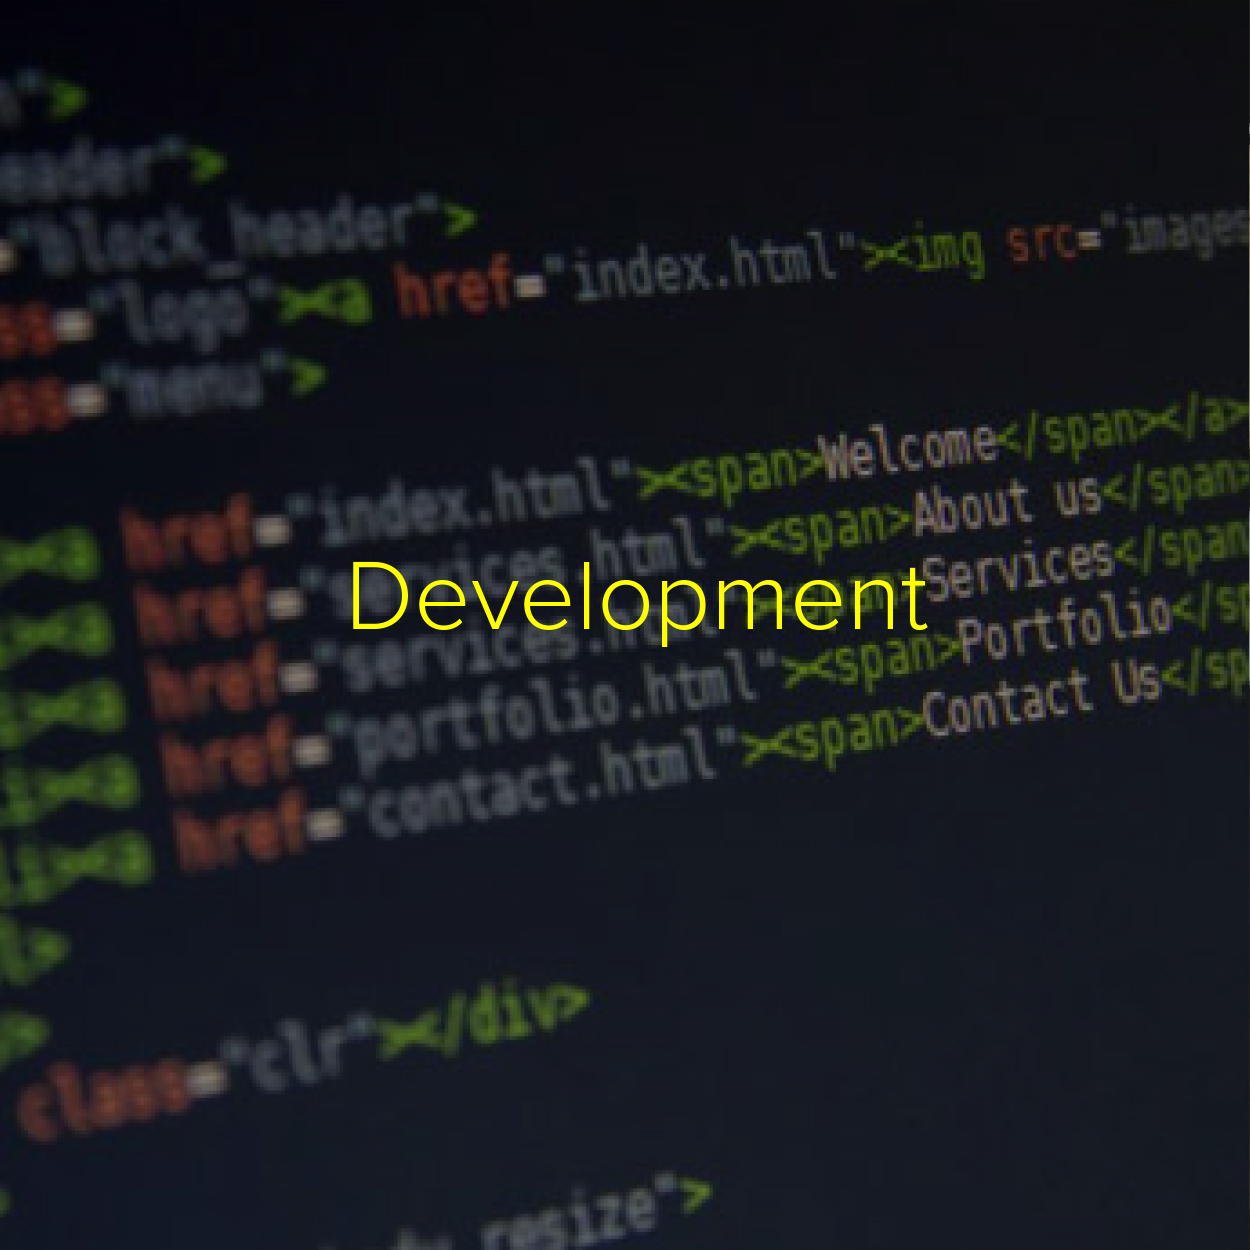 ">
eader">
="block_header">
ss="logo"><a href="index.html"><img src="images
ss="menu">
href="index.html"><span>Welcome</span></a>
href="services.html"><span>About us</span>
href="services.html"><span>Services</span
href="portfolio.html"><span>Portfolio</sp
href="contact.html"><span>Contact Us</sp
Development
class="clr"></div>
resize">